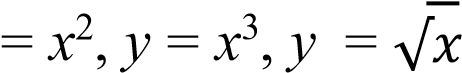 = x², y = x³, y = √x